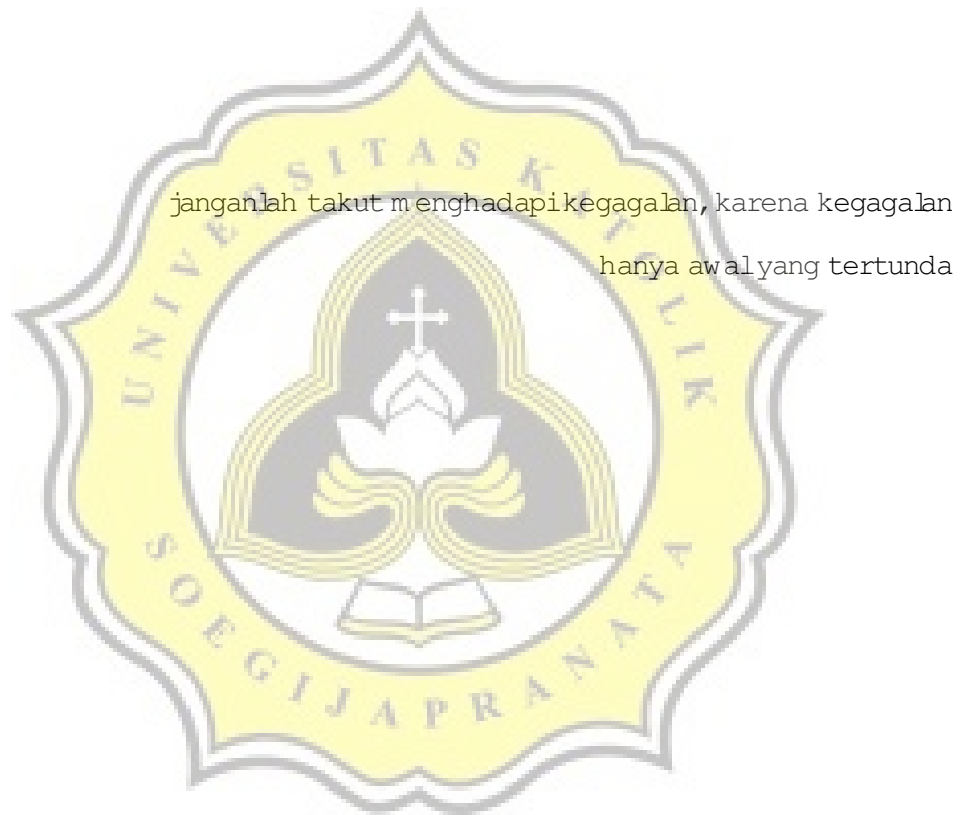 UNIVERSITAS KATOLIK
janganlah takut menghadapi kegagalan, karena kegagalan
hanya awal yang tertunda
SOEGIJAPRANATA